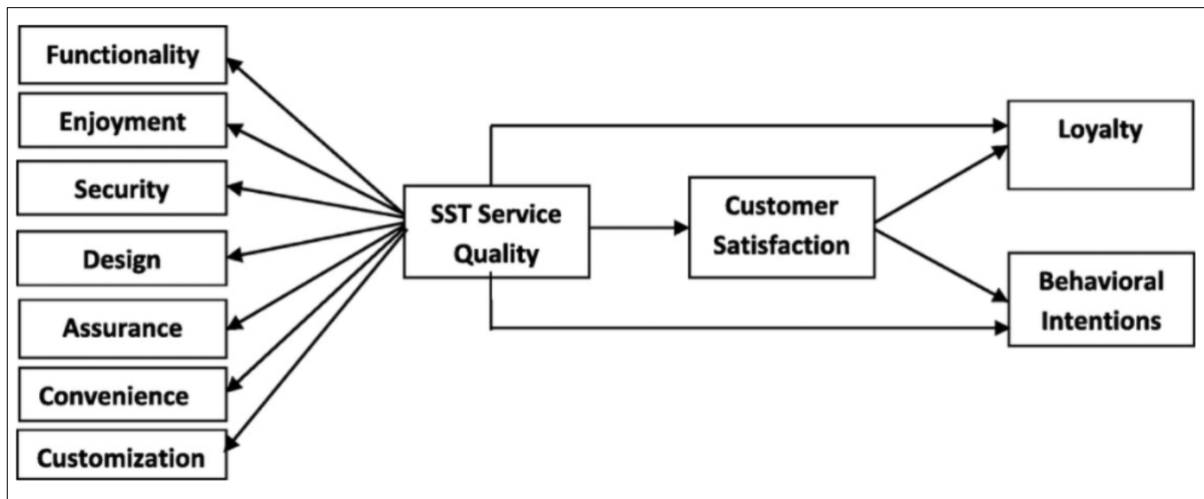 Functionality
Enjoyment
Security
Design
Assurance
Convenience
Customization
SST Service
Quality
Customer
Satisfaction
Loyalty
Behavioral
Intentions